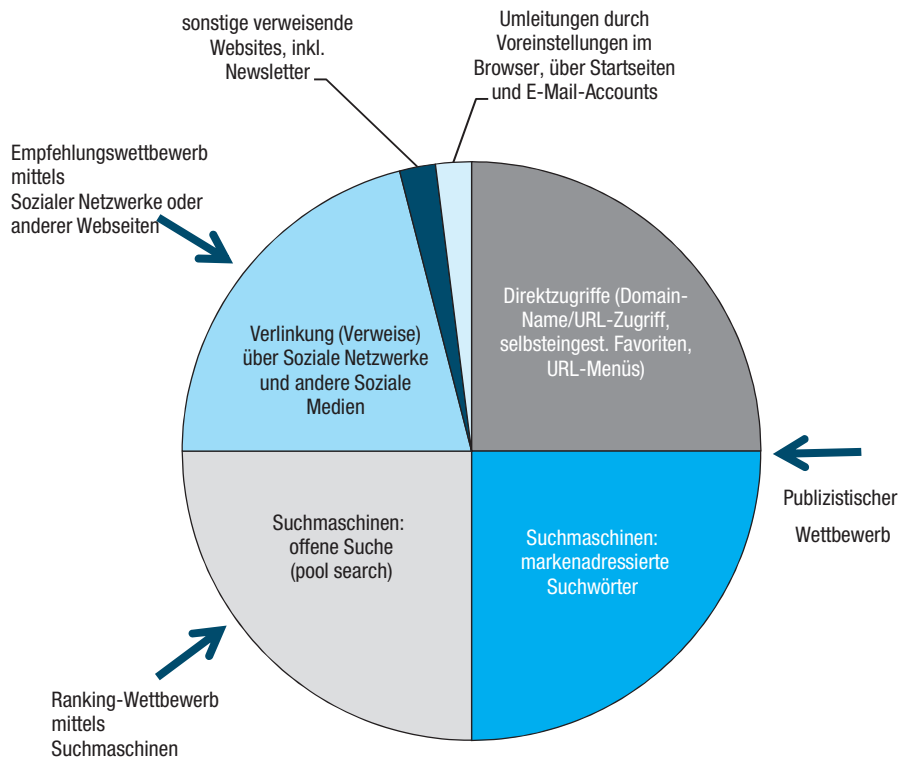 sonstige verweisende
Websites, inkl.
Newsletter
Umleitungen durch
Voreinstellungen im
Browser, über Startseiten
und E-Mail-Accounts
Empfehlungswettbewerb
mittels
Sozialer Netzwerke oder
anderer Webseiten
Verlinkung (Verweise)
über Soziale Netzwerke
und andere Soziale
Medien
Direktzugriffe (Domain-
Name/URL-Zugriff,
selbsteingest. Favoriten,
URL-Menüs)
Publizistischer
Wettbewerb
Suchmaschinen:
offene Suche
(pool search)
Suchmaschinen:
markenadressierte
Suchwörter
Ranking-Wettbewerb
mittels
Suchmaschinen